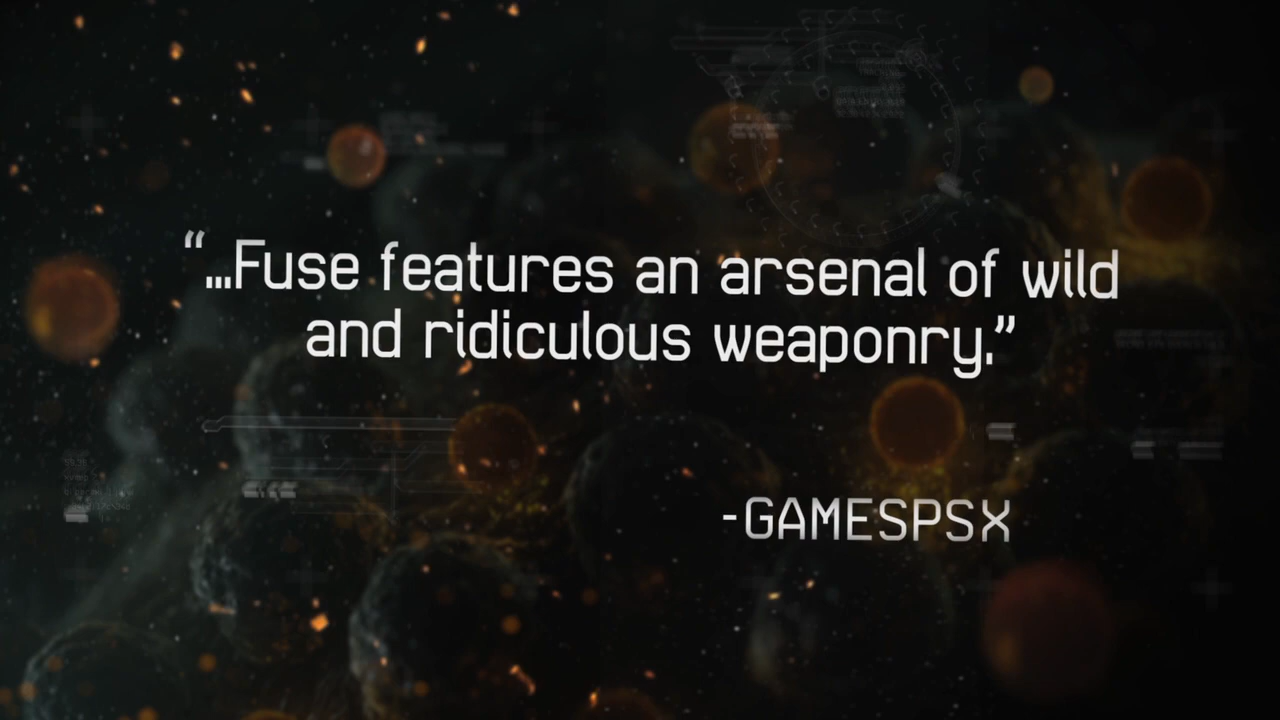 “...Fuse features an arsenal of wild
and ridiculous weaponry.”
-GAMESPSX